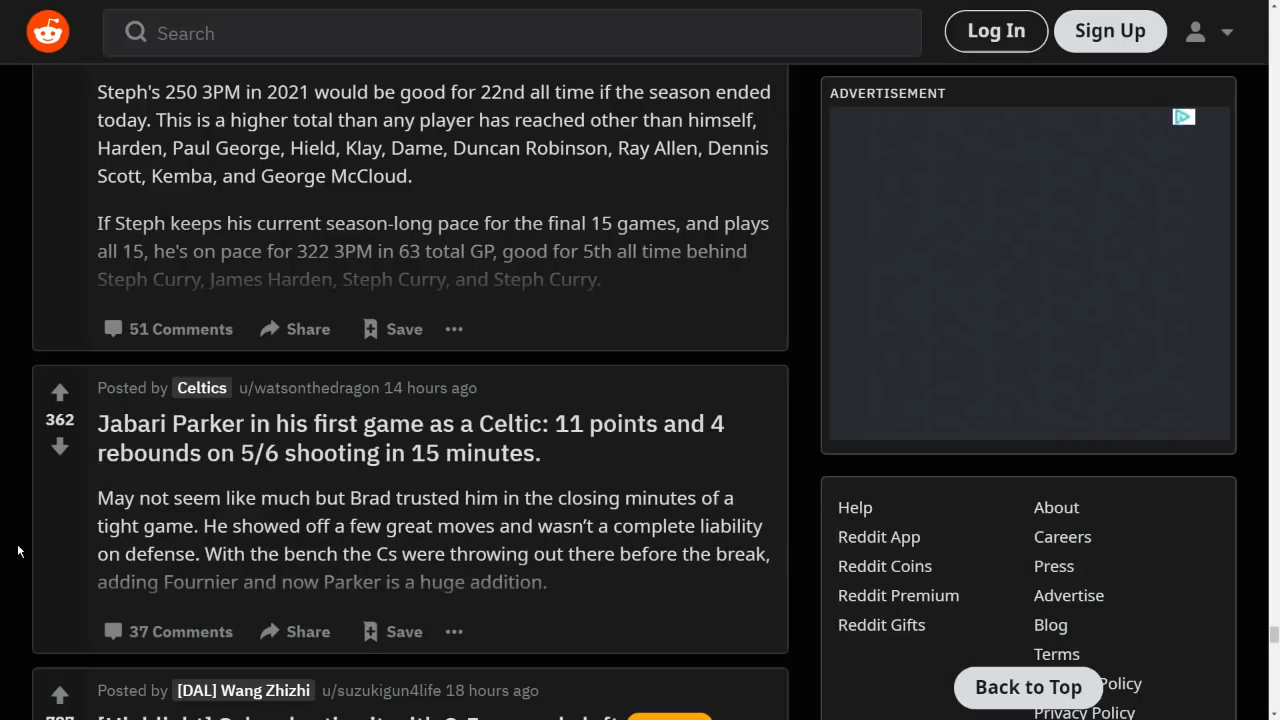 Search
Log In
Sign Up
Steph's 250 3PM in 2021 would be good for 22nd all time if the season ended
today. This is a higher total than any player has reached other than himself,
Harden, Paul George, Hield, Klay, Dame, Duncan Robinson, Ray Allen, Dennis
Scott, Kemba, and George McCloud.
If Steph keeps his current season-long pace for the final 15 games, and plays
all 15, he's on pace for 322 3PM in 63 total GP, good for 5th all time behind
Steph Curry, James Harden, Steph Curry, and Steph Curry.
51 Comments
Share
Save
362
Posted by Celtics u/watsonthedragon 14 hours ago
Jabari Parker in his first game as a Celtic: 11 points and 4
rebounds on 5/6 shooting in 15 minutes.
May not seem like much but Brad trusted him in the closing minutes of a
tight game. He showed off a few great moves and wasn’t a complete liability
on defense. With the bench the Cs were throwing out there before the break,
adding Fournier and now Parker is a huge addition.
37 Comments
Share
Save
Posted by [DAL] Wang Zhizhi u/suzukigun4life 18 hours ago
ADVERTISEMENT
Help
Reddit App
Reddit Coins
Reddit Premium
Reddit Gifts
About
Careers
Press
Advertise
Blog
Terms
Policy
Privacy Policy
Back to Top